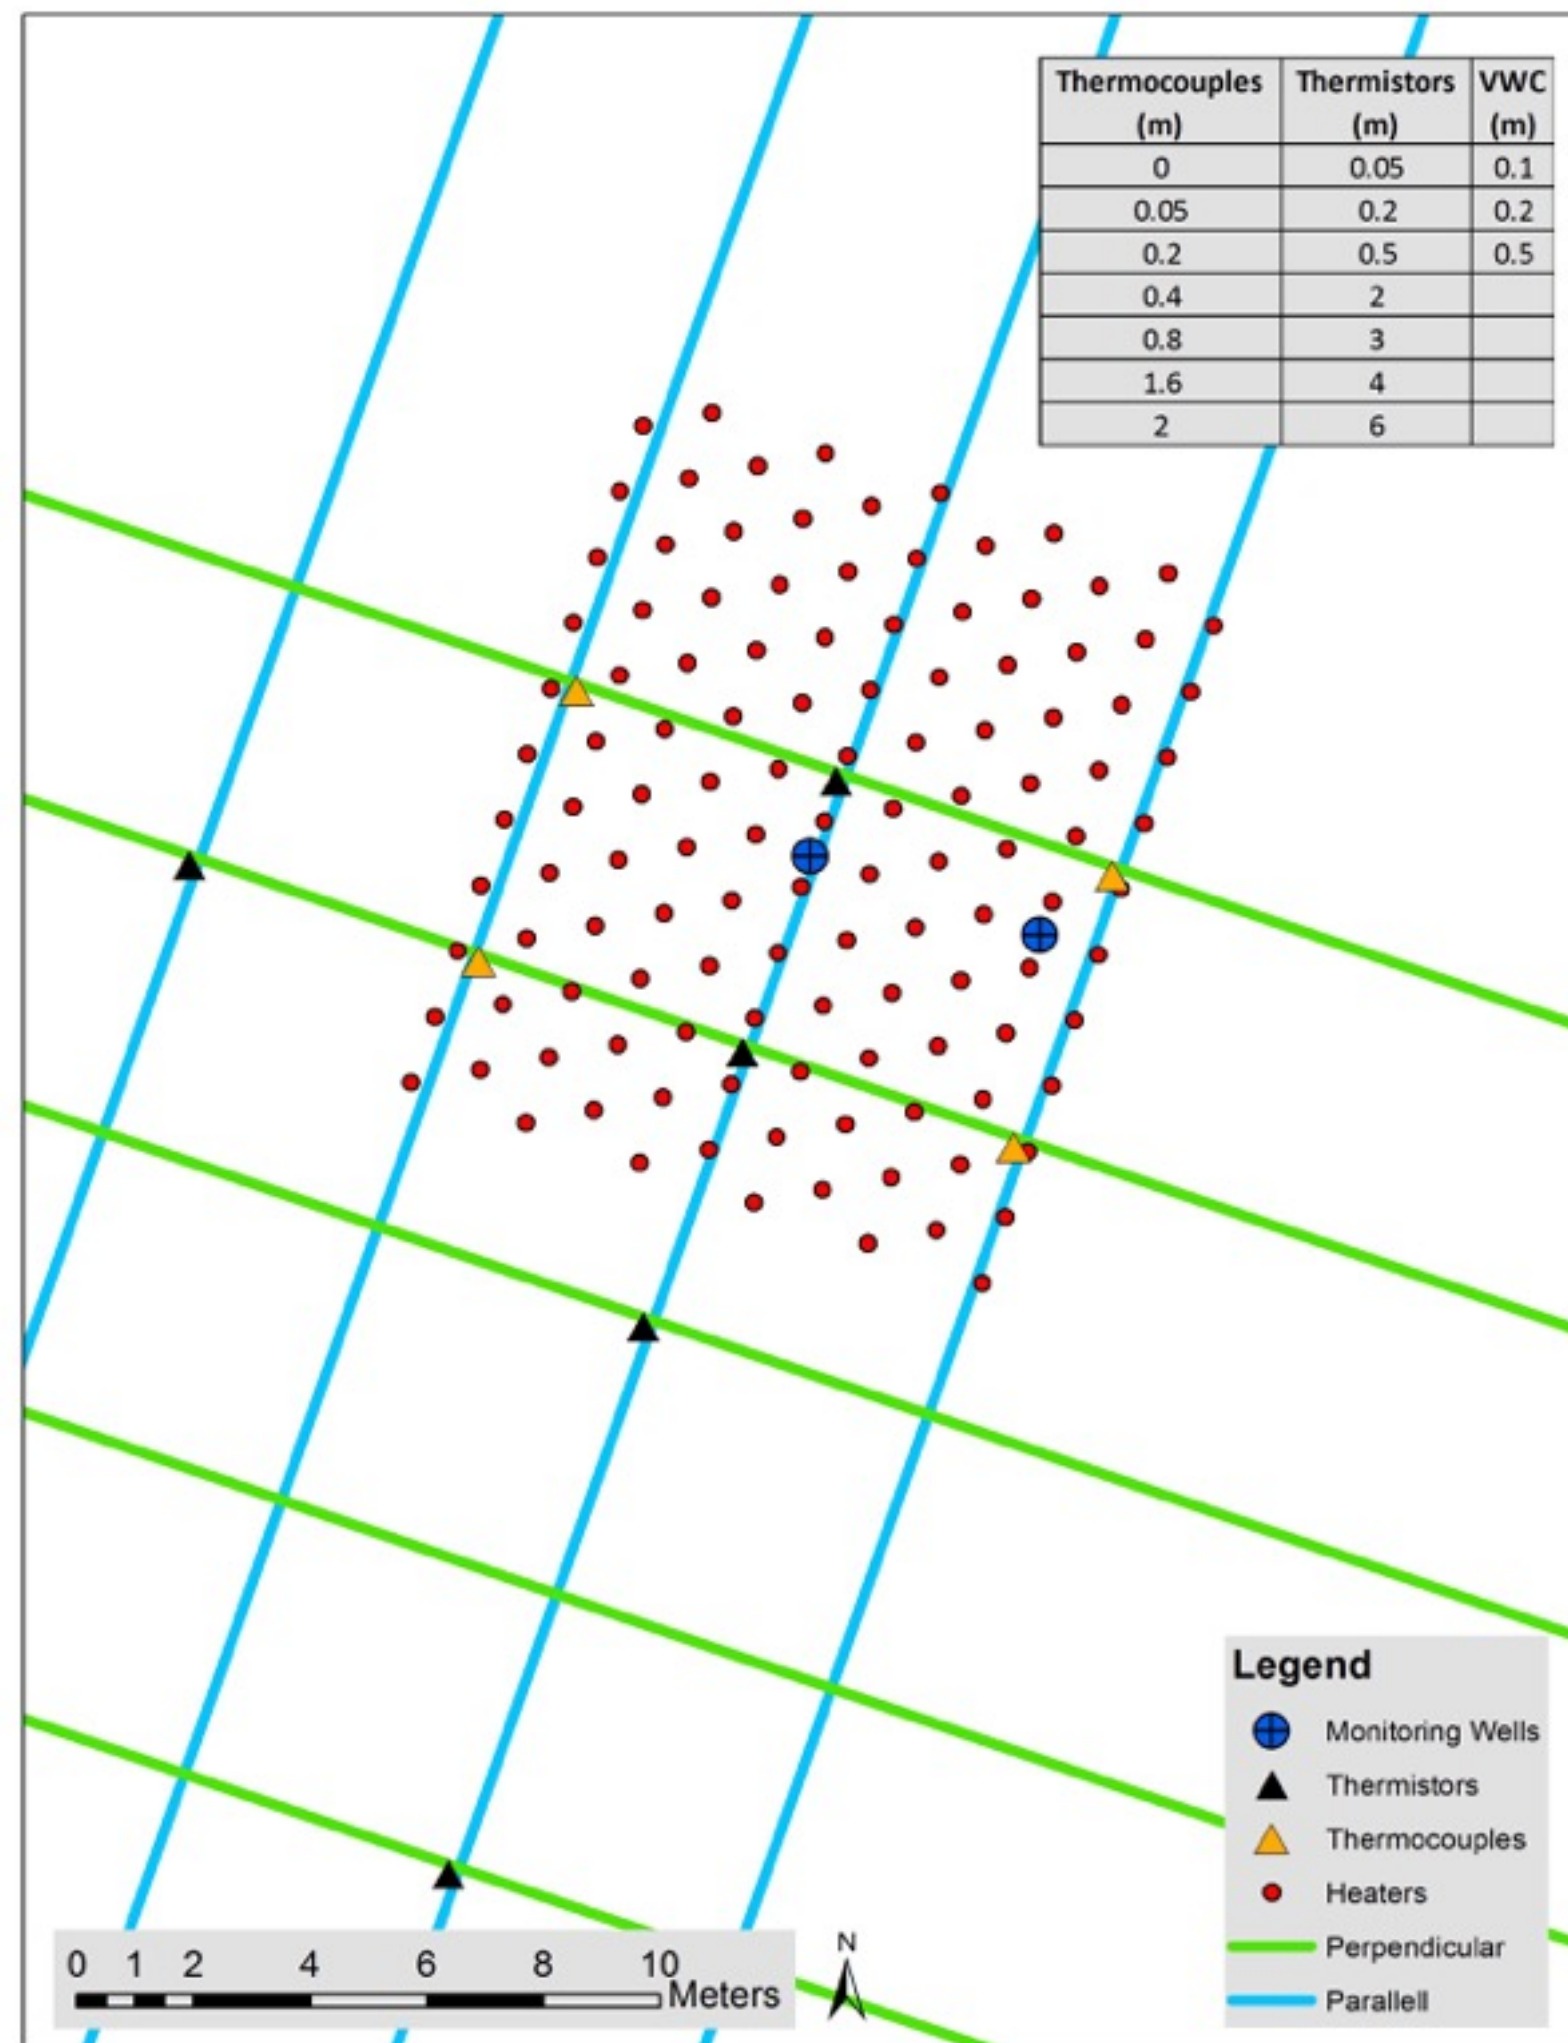 Thermocouples Thermistors VWC
(m) (m) (m)
0 0.05 0.1
0.05 0.2 0.2
0.2 0.5 0.5
0.4 2
0.8 3
1.6 4
2 6
Legend
Monitoring Wells
Thermistors
Thermocouples
Heaters
Perpendicular
Parallell
N
0 1 2 4 6 8 10
Meters